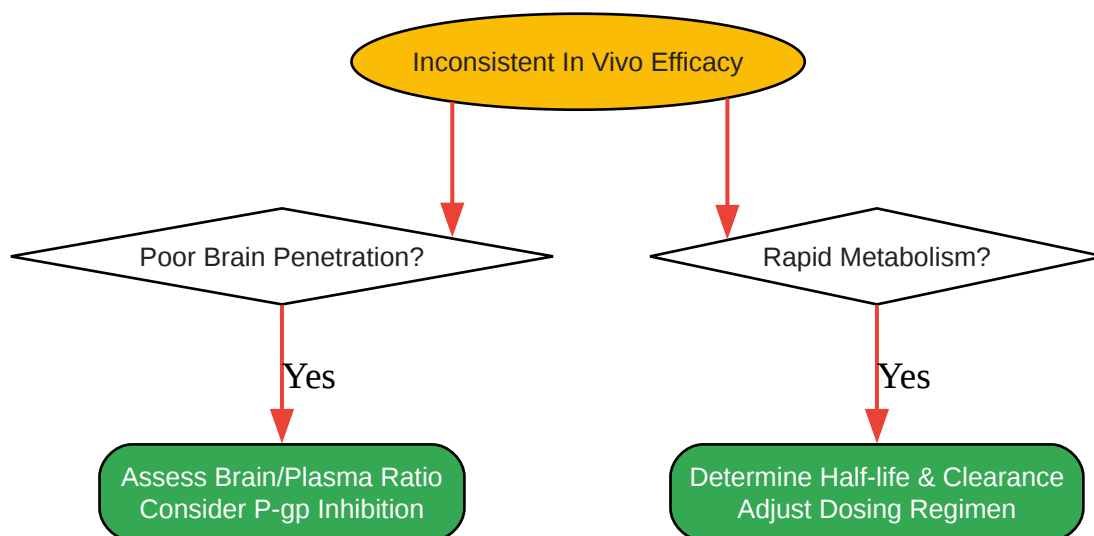 Inconsistent In Vivo Efficacy
Poor Brain Penetration?
Rapid Metabolism?
Yes
Yes
Assess Brain/Plasma Ratio
Consider P-gp Inhibition
Determine Half-life & Clearance
Adjust Dosing Regimen